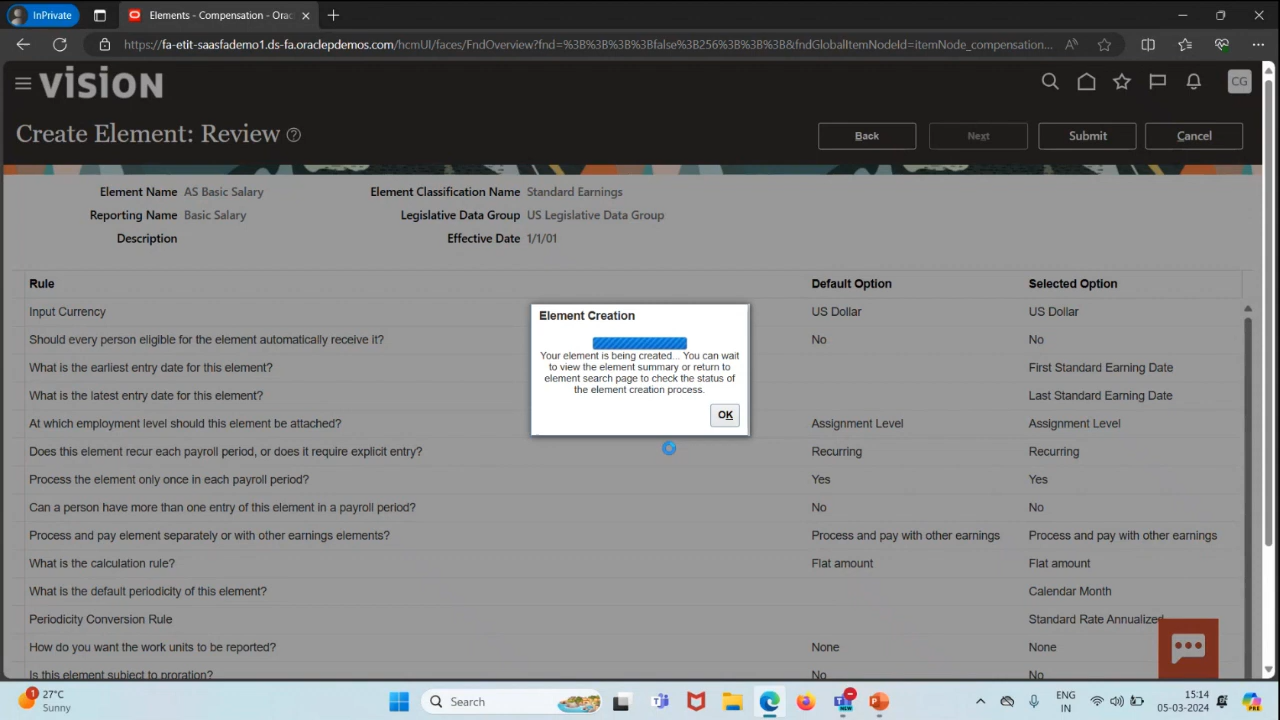 InPrivate
Elements - Compensation - Orac
https://fa-etit-saasfademo1.ds-fa.oraclepdemos.com/hcmUI/faces/FndOverview?fnd=%3B%3B%3B%3Bfalse%3B256%3B%3B%3B&fndGlobalItemNodeId=itemNode_compensation...
VISION
CG
Create Element: Review
Back
Next
Submit
Cancel
Element Name AS Basic Salary
Element Classification Name Standard Earnings
Reporting Name Basic Salary
Legislative Data Group US Legislative Data Group
Description
Effective Date 1/1/01
Rule Default Option Selected Option
Input Currency US Dollar US Dollar
Should every person eligible for the element automatically receive it? No No
What is the earliest entry date for this element? First Standard Earning Date
What is the latest entry date for this element? Last Standard Earning Date
At which employment level should this element be attached? Assignment Level Assignment Level
Does this element recur each payroll period, or does it require explicit entry? Recurring Recurring
Process the element only once in each payroll period? Yes Yes
Can a person have more than one entry of this element in a payroll period? No No
Process and pay element separately or with other earnings elements? Process and pay with other earnings Process and pay with other earnings
What is the calculation rule? Flat amount Flat amount
What is the default periodicity of this element? Calendar Month
Periodicity Conversion Rule Standard Rate Annualized
How do you want the work units to be reported? None None
Is this element subject to proration? No No
Element Creation
Your element is being created... You can wait
to view the element summary or return to
element search page to check the status of
the element creation process.
OK
1
27°C
Sunny
Search
NEW
ENG
IN
15:14
05-03-2024
PRE